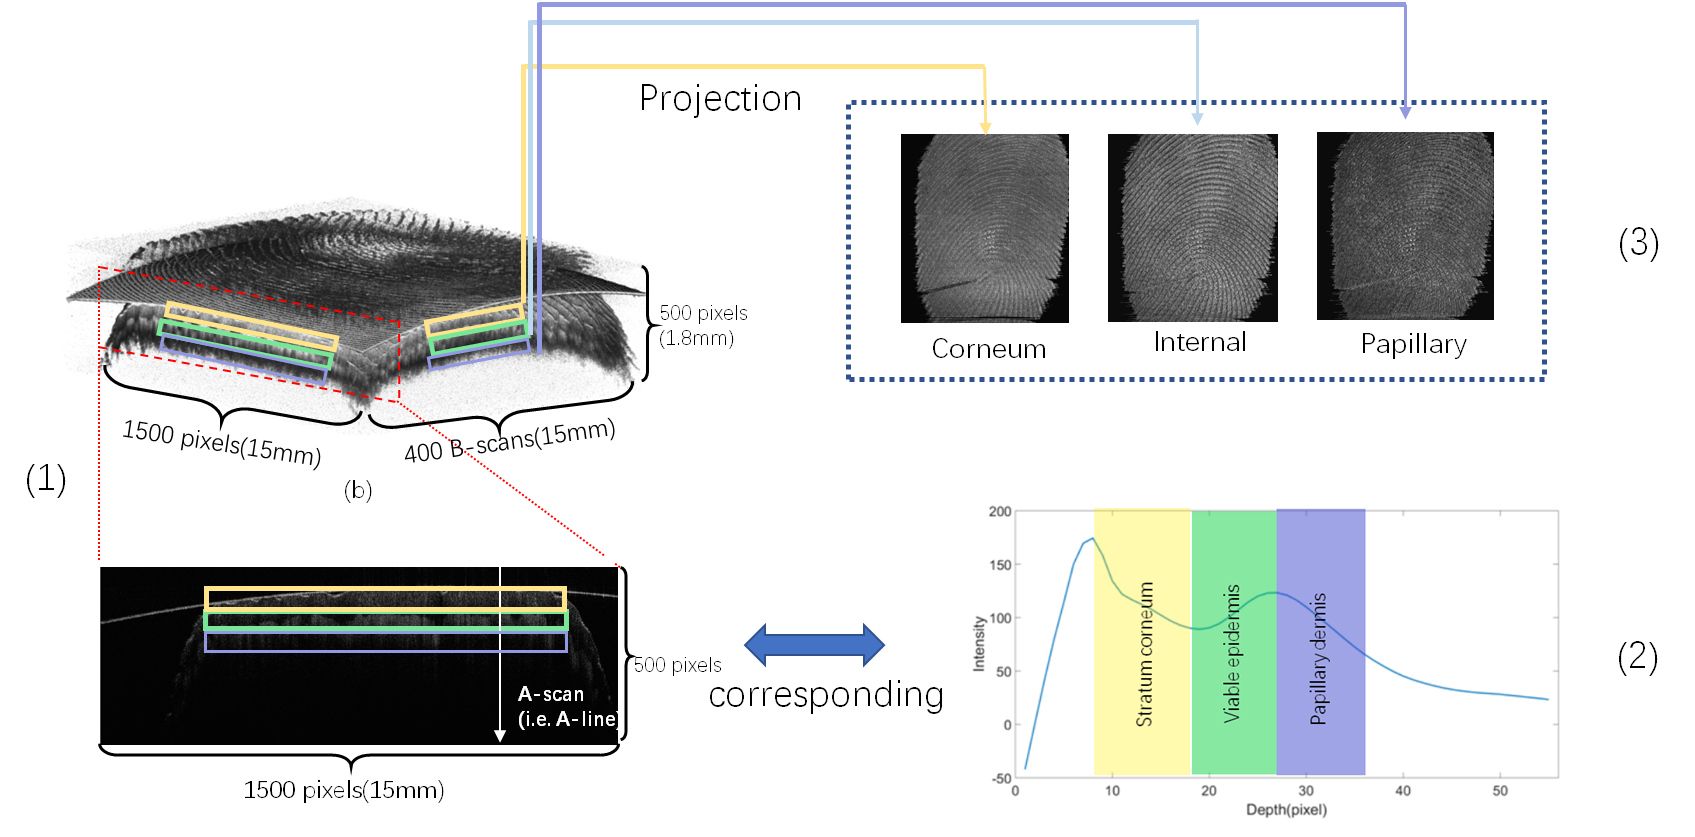 Projection
(3)
Corneum
Internal
Papillary
500 pixels
(1.8mm)
1500 pixels(15mm)
400 B-scans(15mm)
(b)
(1)
500 pixels
A-scan
(i.e. A-line)
1500 pixels(15mm)
corresponding
(2)
200
150
100
50
0
-50
Intensity
Stratum corneum
Viable epidermis
Papillary dermis
0
10
20
30
40
50
Depth(pixel)